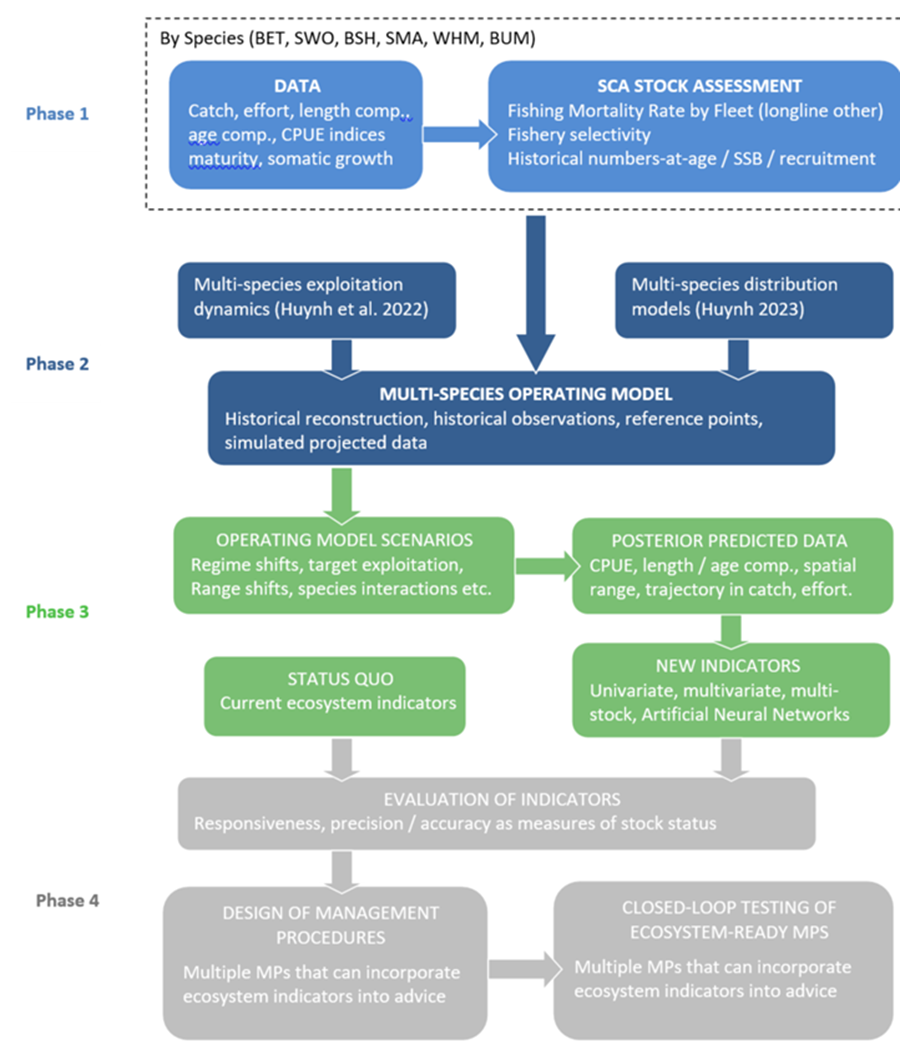 By Species (BET, SWO, BSH, SMA, WHM, BUM)
Phase 1
DATA
Catch, effort, length comp.,
age comp., CPUE indices
maturity, somatic growth
SCA STOCK ASSESSMENT
Fishing Mortality Rate by Fleet (longline other)
Fishery selectivity
Historical numbers-at-age / SSB / recruitment
Phase 2
Multi-species exploitation
dynamics (Huynh et al. 2022)
Multi-species distribution
models (Huynh 2023)
MULTI-SPECIES OPERATING MODEL
Historical reconstruction, historical observations, reference points,
simulated projected data
Phase 3
OPERATING MODEL SCENARIOS
Regime shifts, target exploitation,
Range shifts, species interactions etc.
POSTERIOR PREDICTED DATA
CPUE, length / age comp., spatial
range, trajectory in catch, effort.
STATUS QUO
Current ecosystem indicators
NEW INDICATORS
Univariate, multivariate, multi-
stock, Artificial Neural Networks
EVALUATION OF INDICATORS
Responsiveness, precision / accuracy as measures of stock status
Phase 4
DESIGN OF MANAGEMENT
PROCEDURES
Multiple MPs that can incorporate
ecosystem indicators into advice
CLOSED-LOOP TESTING OF
ECOSYSTEM-READY MPS
Multiple MPs that can incorporate
ecosystem indicators into advice